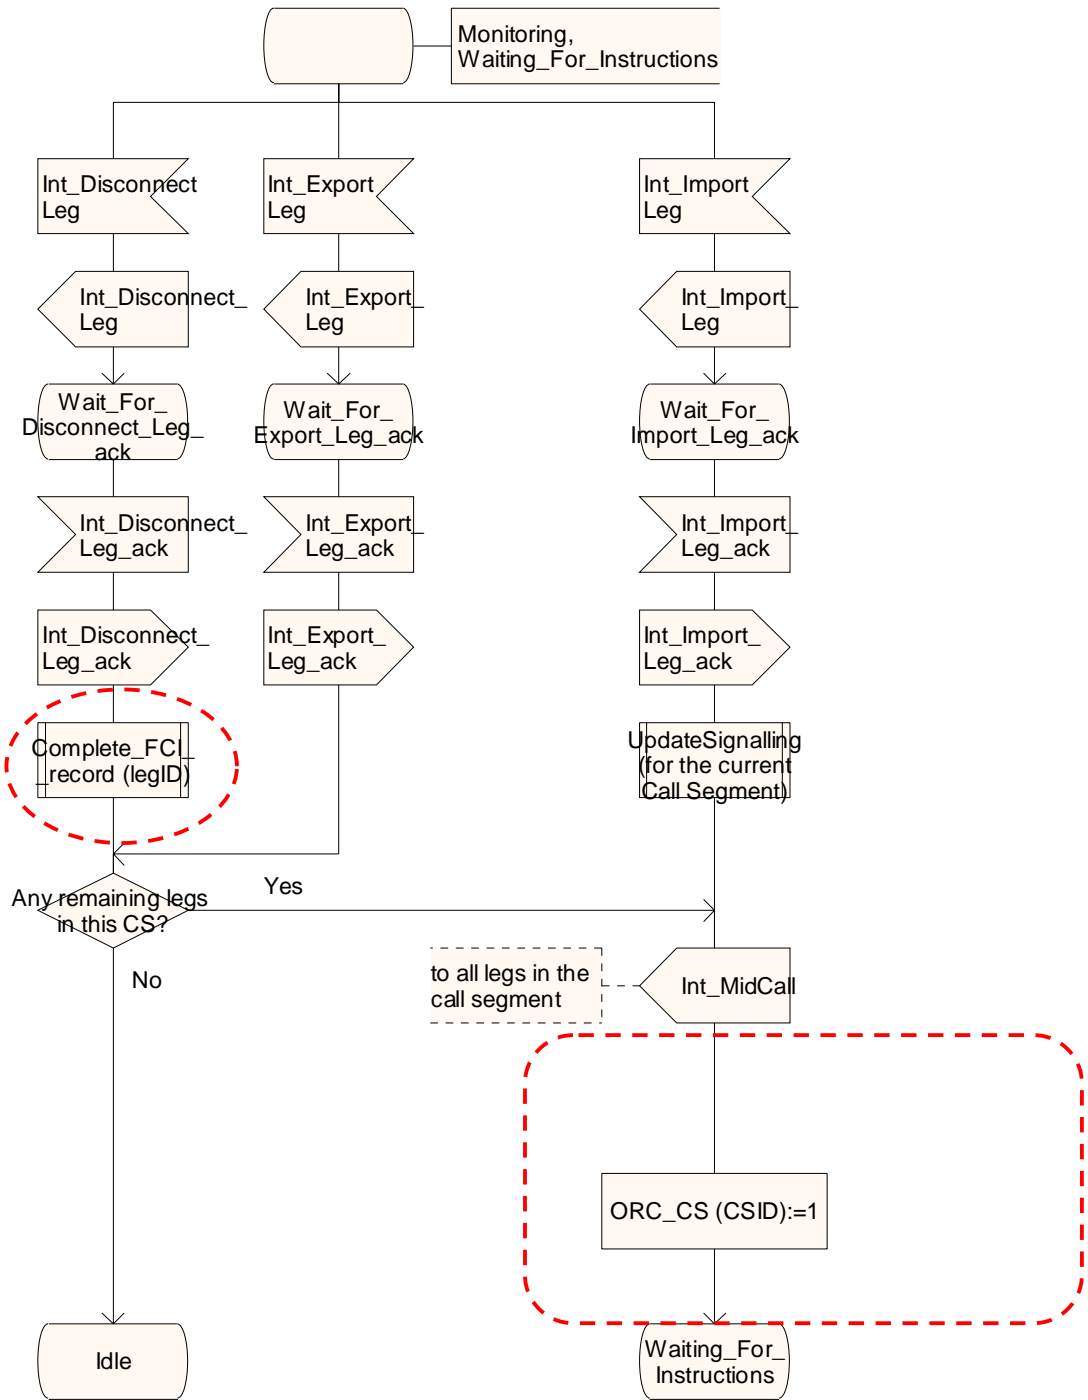 Monitoring,
Waiting_For_Instructions
Int_Disconnect
Leg
Int_Export
Leg
Int_Import
Leg
Int_Disconnect_
Leg
Int_Export_
Leg
Int_Import_
Leg
Wait_For_
Disconnect_Leg_
ack
Wait_For_
Export_Leg_ack
Wait_For_
Import_Leg_ack
Int_Disconnect_
Leg_ack
Int_Export_
Leg_ack
Int_Import_
Leg_ack
Int_Disconnect_
Leg_ack
Int_Export_
Leg_ack
Int_Import_
Leg_ack
Complete_FCI_
_record (legID)
UpdateSignalling
(for the current
Call Segment)
Any remaining legs
in this CS?
Yes
No
to all legs in the
call segment
Int_MidCall
ORC_CS (CSID):=1
Idle
Waiting_For_
Instructions